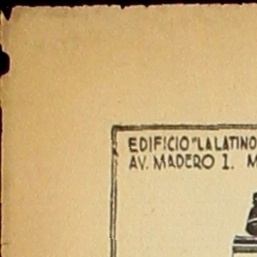 EDIFICIO "LA LATINO
AV. MADERO 1. M